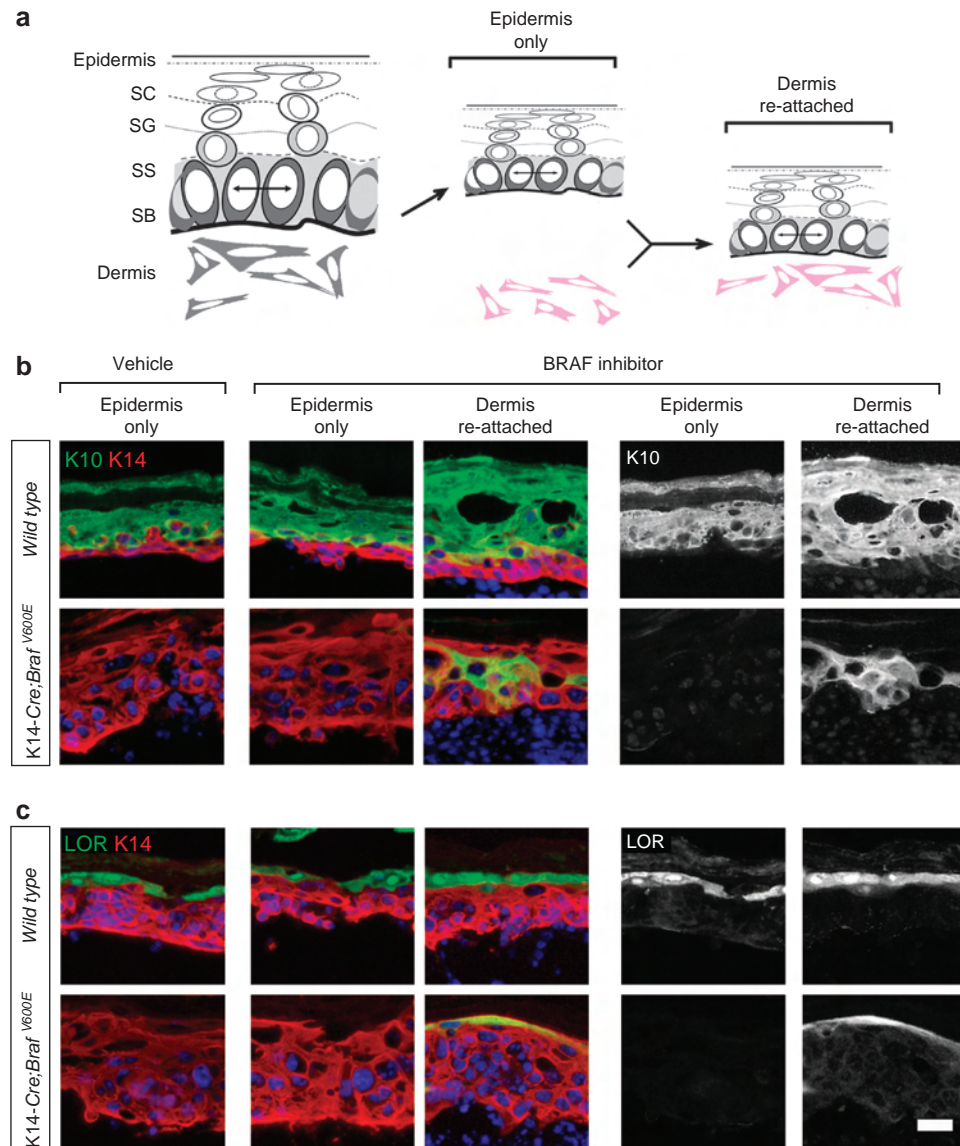 a
Epidermis
SC
SG
SS
SB
Dermis
Epidermis
only
Dermis
re-attached
b
Vehicle
BRAF inhibitor
Epidermis
only
Epidermis
only
Dermis
re-attached
Epidermis
only
Dermis
re-attached
Wild type
K10 K14
K10
K14-Cre;Braf V600E
c
Wild type
LOR K14
LOR
K14-Cre;Braf V600E